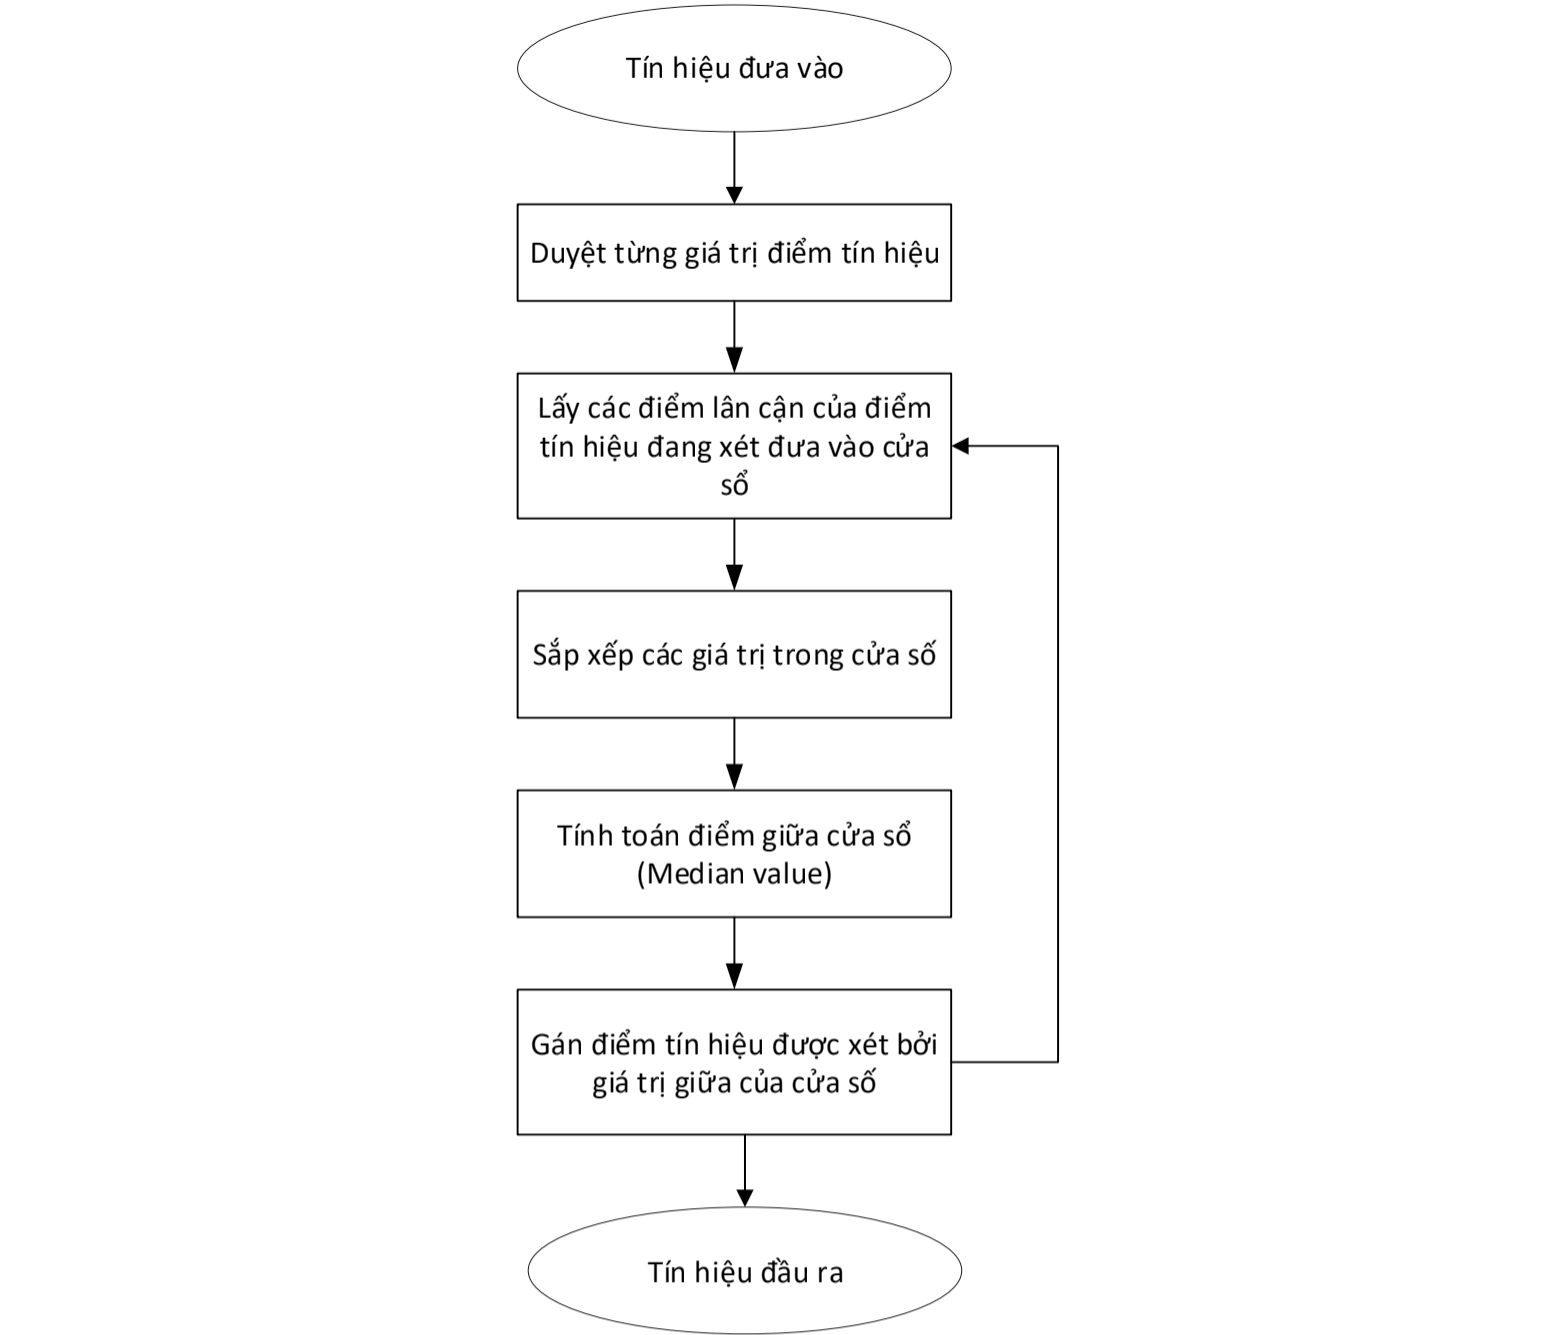 Tín hiệu đưa vào
Duyệt từng giá trị điểm tín hiệu
Lấy các điểm lân cận của điểm
tín hiệu đang xét đưa vào cửa
sổ
Sắp xếp các giá trị trong cửa số
Tính toán điểm giữa cửa sổ
(Median value)
Gán điểm tín hiệu được xét bởi
giá trị giữa của cửa số
Tín hiệu đầu ra